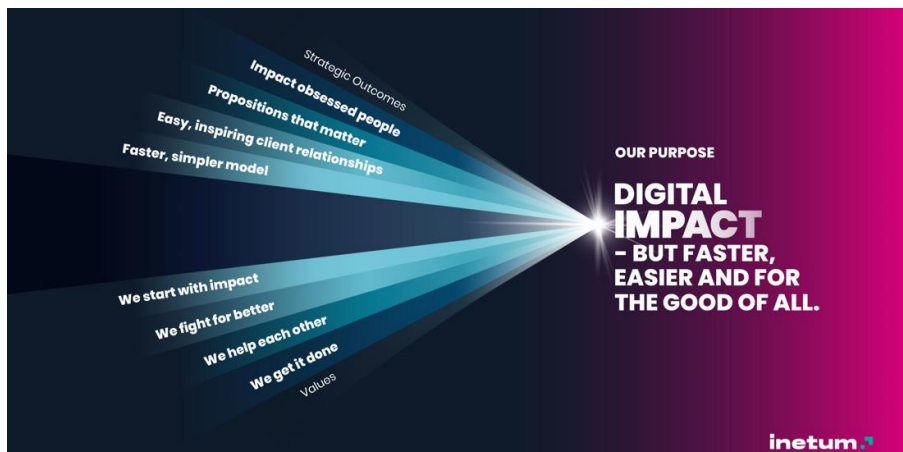 Strategic Outcomes
Impact obsessed people
Propositions that matter
Easy, inspiring client relationships
Faster, simpler model
We start with impact
We fight for better
We help each other
We get it done
Values
OUR PURPOSE
DIGITAL
IMPACT
- BUT FASTER,
EASIER AND FOR
THE GOOD OF ALL.
inetum.